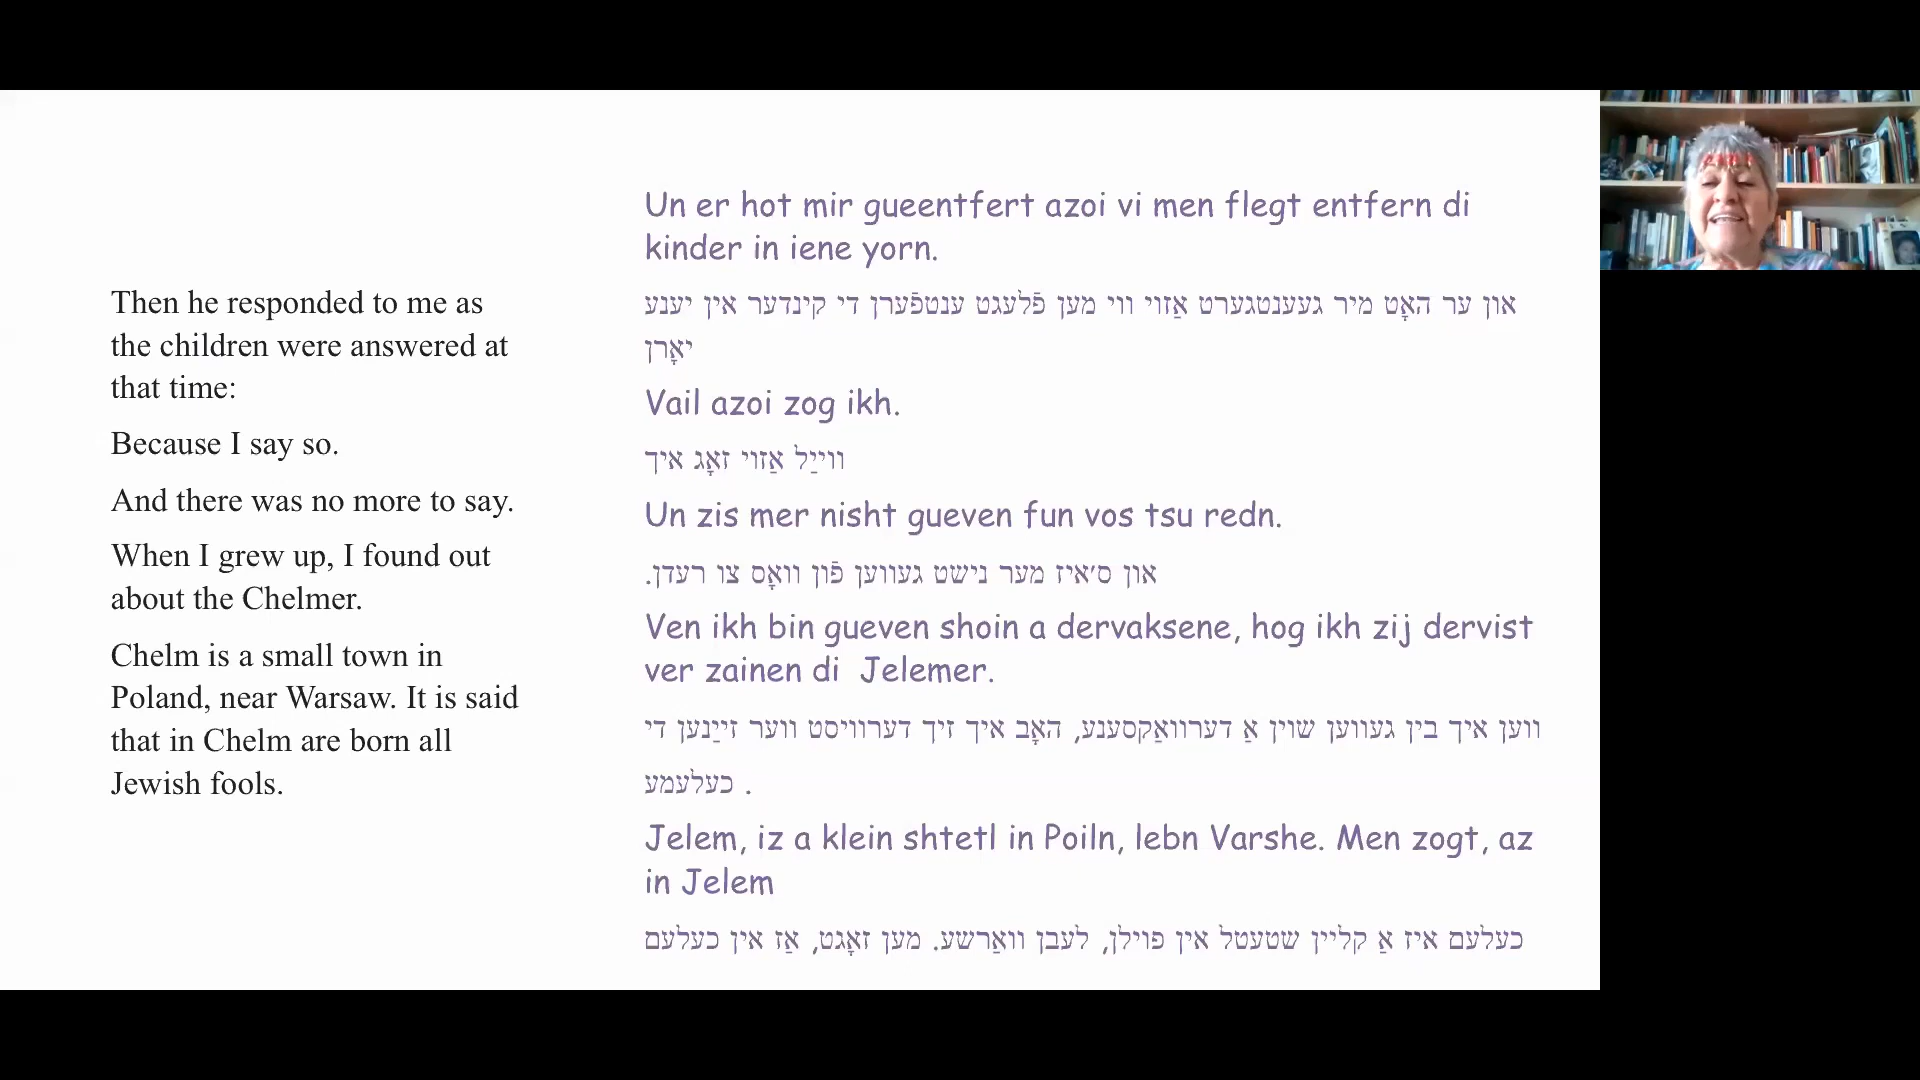 Then he responded to me as
the children were answered at
that time:
Because I say so.
And there was no more to say.
When I grew up, I found out
about the Chelmer.
Chelm is a small town in
Poland, near Warsaw. It is said
that in Chelm are born all
Jewish fools.
Un er hot mir gueentfert azoi vi men flegt entfern di
kinder in iene yorn.
און ער האָט מיר געענטגערט אַזוי ווי מען פֿלעגט ענטפֿערן די קינדער אין יענע
יאָרן
Vail azoi zog ikh.
ווייַל אַזוי זאָג איך
Un zis mer nisht gueven fun vos tsu redn.
און ס׳איז מער נישט געווען פֿון וואָס צו רעדן.
Ven ikh bin gueven shoin a dervaksene, hog ikh zij dervist
ver zainen di Jelemer.
ווען איך בין געווען שוין אַ דערוואַקסענע, האָב איך זיך דערוויסט ווער זייַנען די
כעלעמע .
Jelem, iz a klein shtetl in Poiln, lebn Varshe. Men zogt, az
in Jelem
כעלעם איז אַ קליין שטעטל אין פוילן, לעבן וואַרשע. מען זאָגט, אַז אין כעלעם